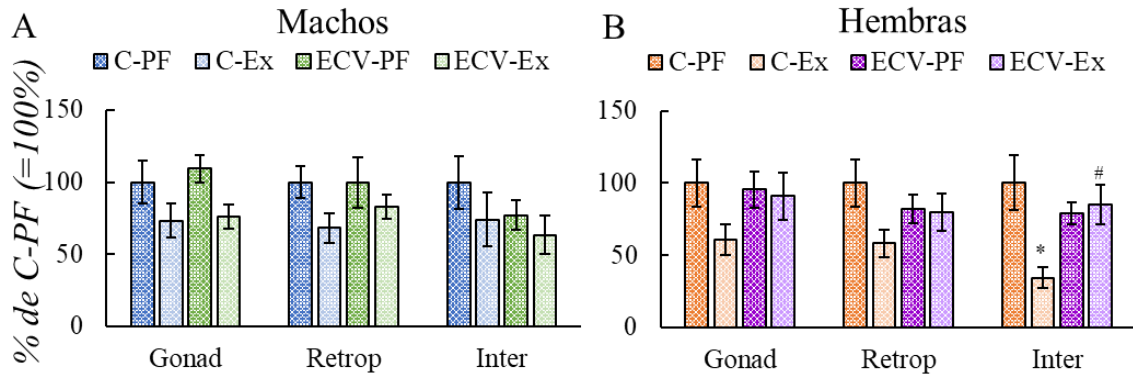 A Machos
C-PF C-Ex ECV-PF ECV-Ex
% de C-PF (=100%)
150
100
50
0
Gonad Retrop Inter
B Hembras
C-PF C-Ex ECV-PF ECV-Ex
150
100
50
0
#
*
Gonad Retrop Inter